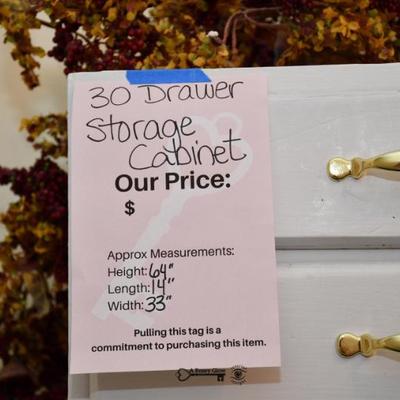 30 Drawer
Storage
Cabinet
Our Price:
$
Approx Measurements:
Height: 64"
Length: 14"
Width: 33"
Pulling this tag is a
commitment to purchasing this item.